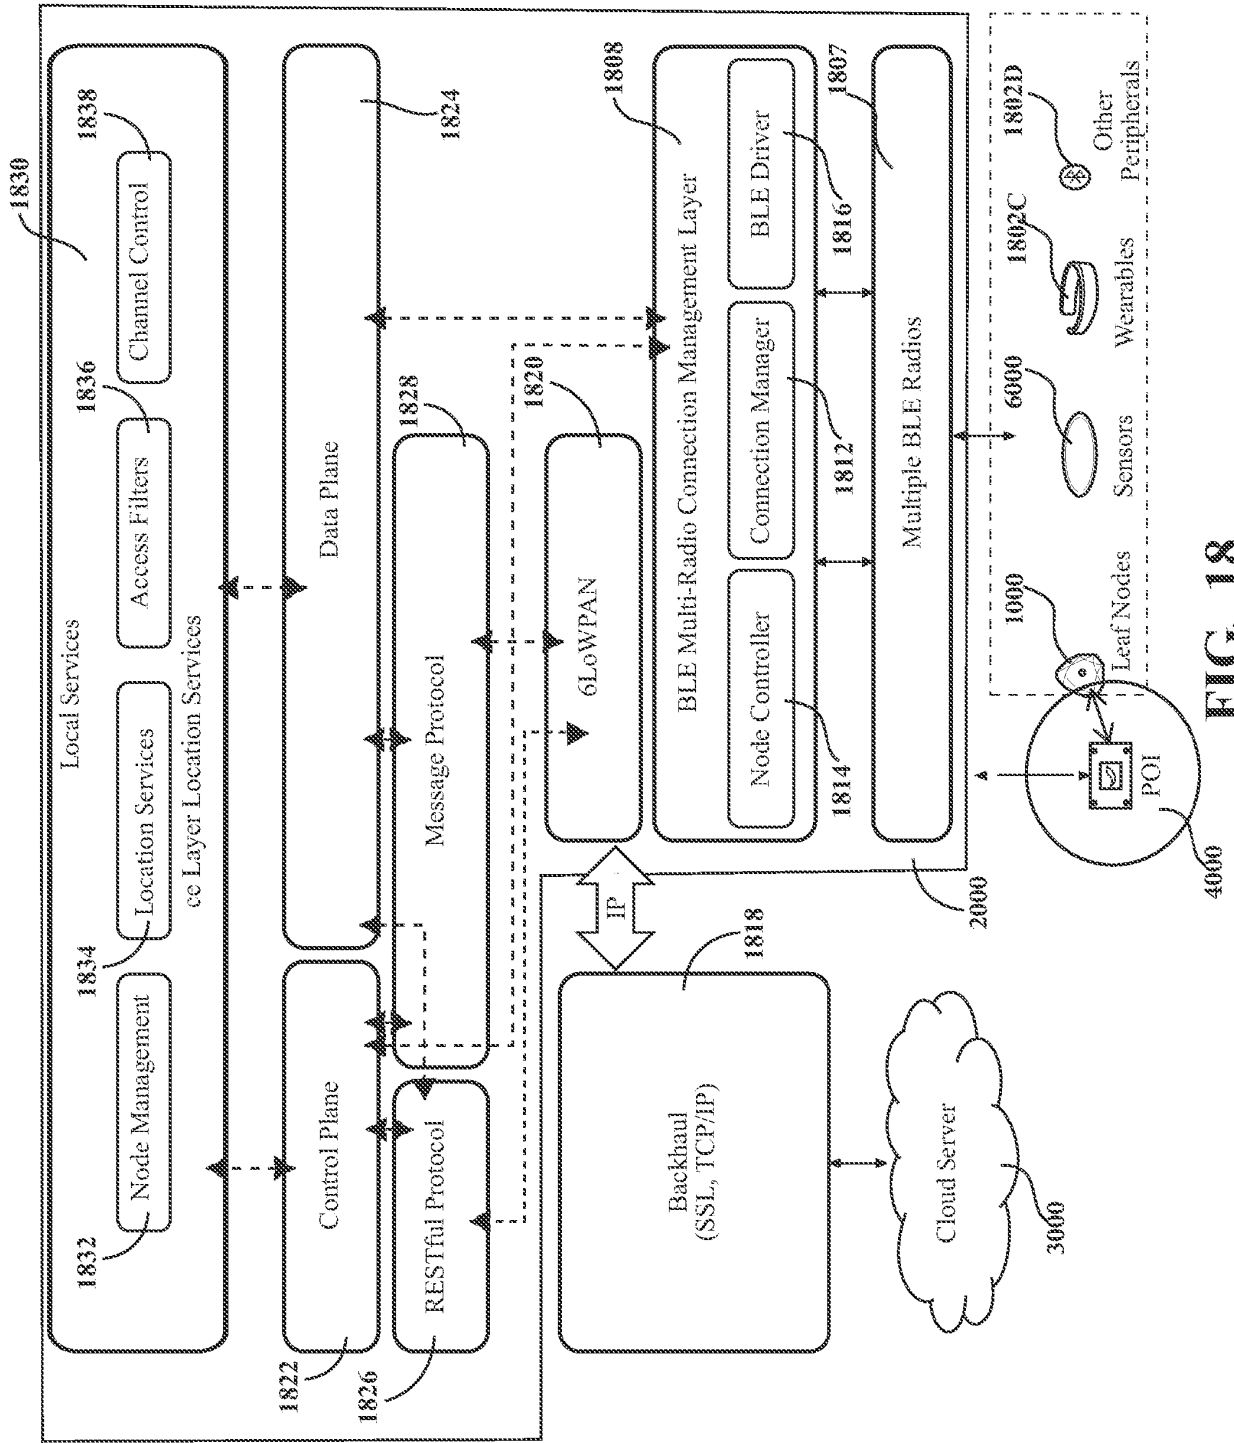 1830
Local Services
1832
Node Management
1834
Location Services
1836
Access Filters
1838
Channel Control
ce Layer Location Services
1822
Control Plane
Data Plane
1824
1826
RESTful Protocol
Message Protocol
1828
6LoWPAN
1820
IP
Backhaul
(SSL, TCP/IP)
1818
1808
BLE Multi-Radio Connection Management Layer
Node Controller
1814
Connection Manager
1812
BLE Driver
1816
Multiple BLE Radios
1807
2000
Cloud Server
3000
4000
POI
1000
Leaf Nodes
6000
Sensors
1802C
Wearables
1802D
Other
Peripherals
FIG. 18